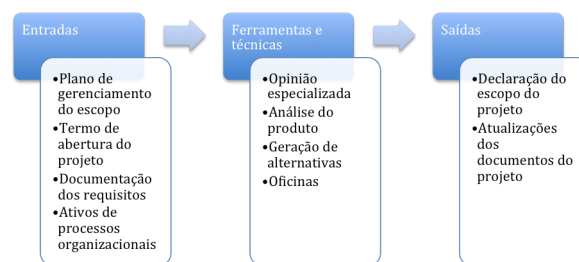 Entradas
•Plano de
gerenciamento
do escopo
•Termo de
abertura do
projeto
•Documentação
dos requisitos
•Ativos de
processos
organizacionais
Ferramentas e
técnicas
•Opinião
especializada
•Análise do
produto
•Geração de
alternativas
•Oficinas
Saídas
•Declaração do
escopo do
projeto
•Atualizações
dos
documentos do
projeto